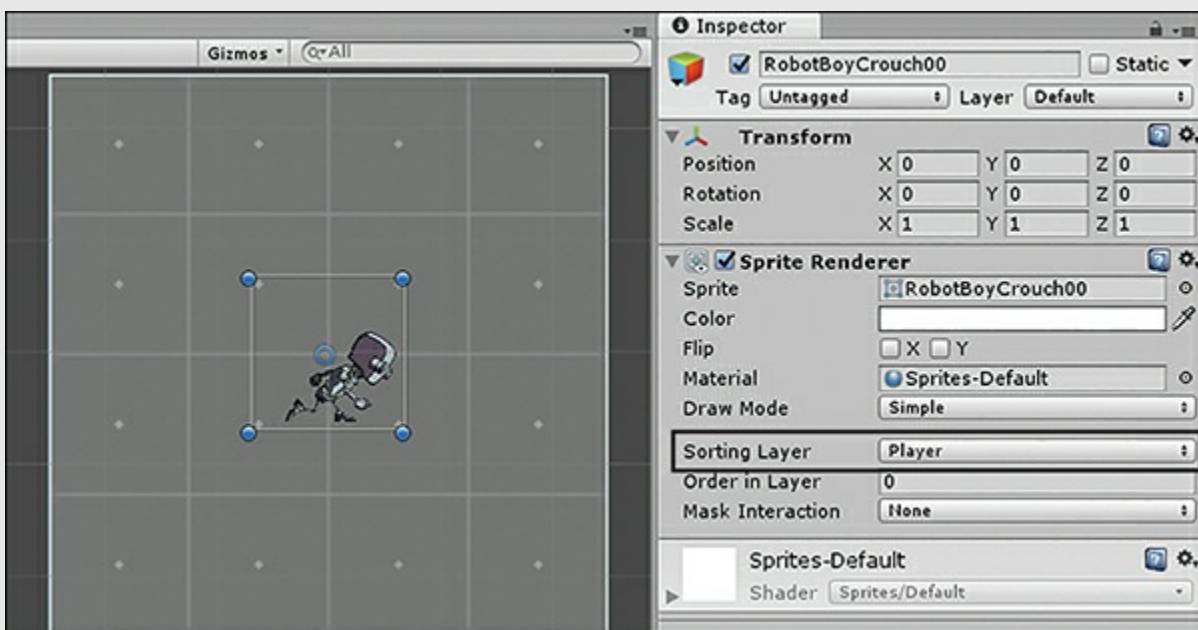 Gizmos
All
Inspector
RobotBoyCrouch00 Static
Tag Untagged Layer Default
Transform
Position X 0 Y 0 Z 0
Rotation X 0 Y 0 Z 0
Scale X 1 Y 1 Z 1
Sprite Renderer
Sprite RobotBoyCrouch00
Color
Flip X Y
Material Sprites-Default
Draw Mode Simple
Sorting Layer Player
Order in Layer 0
Mask Interaction None
Sprites-Default
Shader Sprites/Default